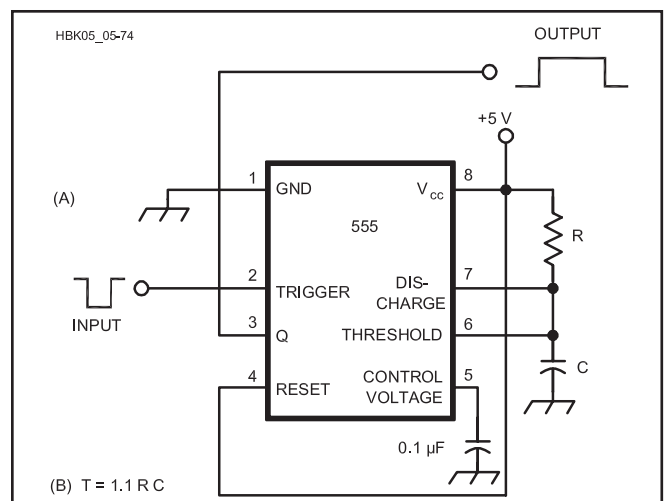 HBK05_05-74
OUTPUT
+5 V
1
8
GND
Vcc
(A)
555
R
2
7
TRIGGER
DIS-
CHARGE
INPUT
3
6
Q
THRESHOLD
4
5
C
RESET
CONTROL
VOLTAGE
0.1 µF
(B) T = 1.1 R C